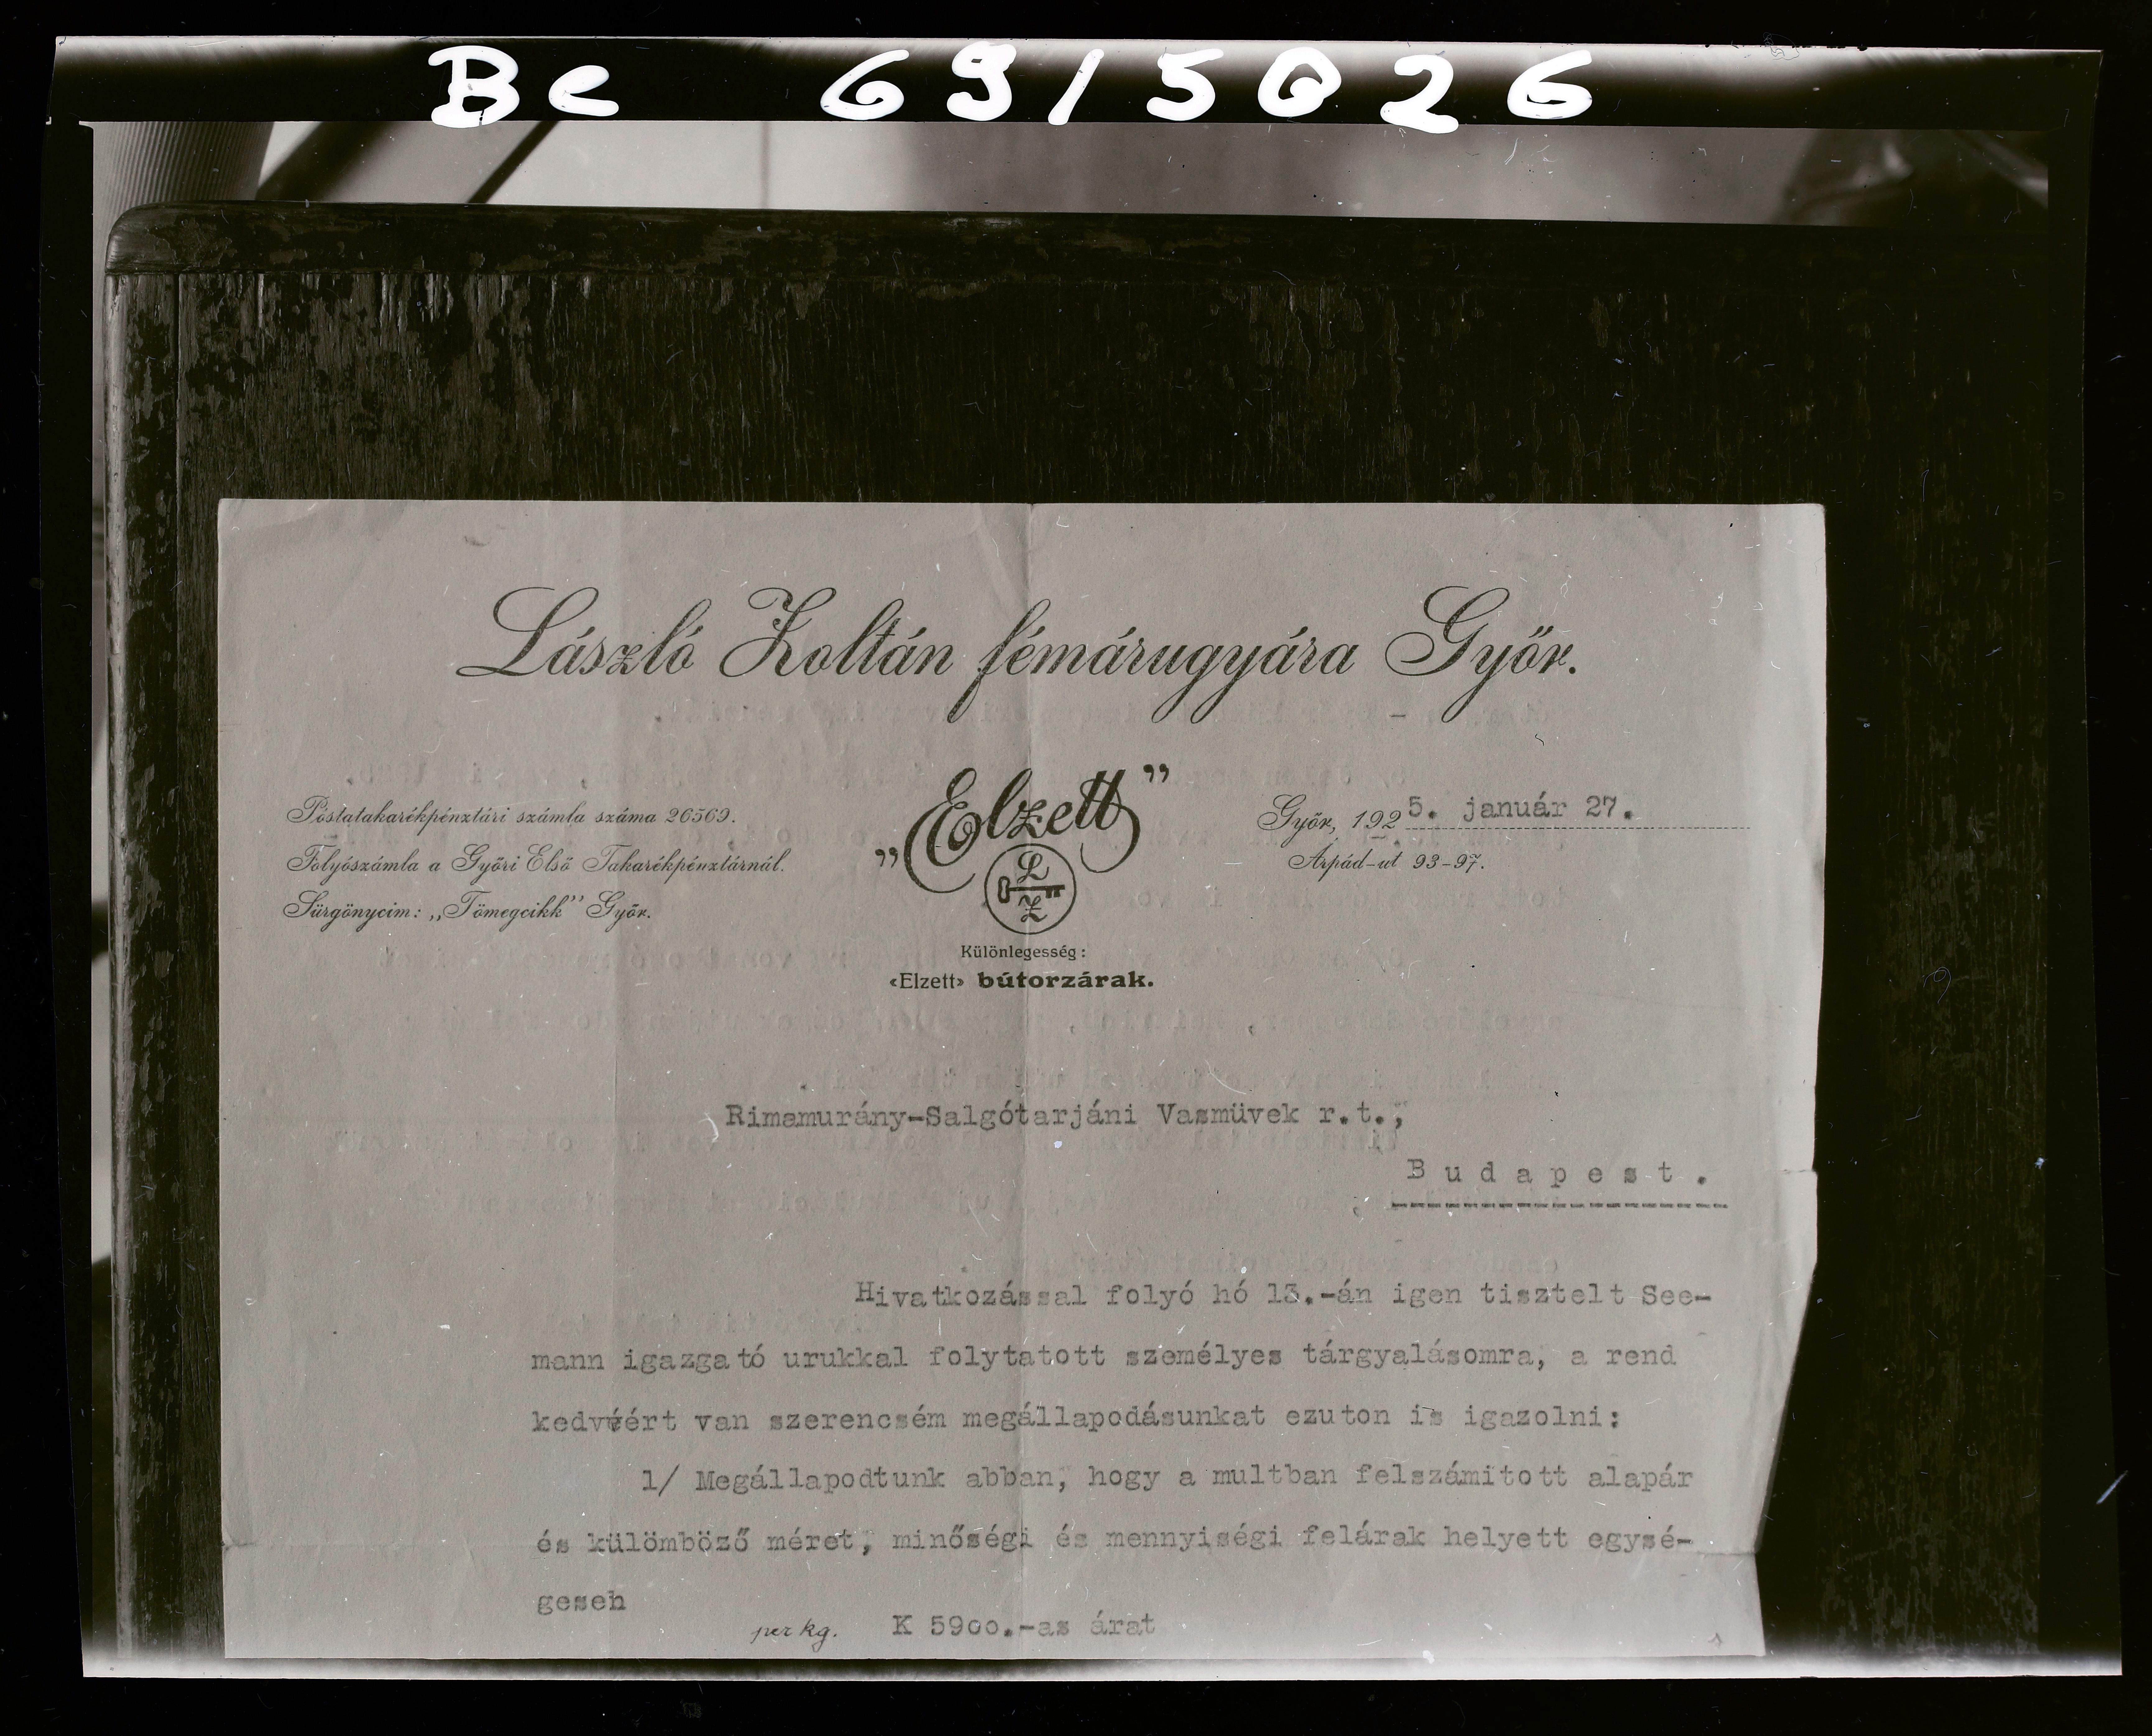 BC 69/5026
László Zoltán fémárugyára Győr.
Póstatakarékpénztári számla száma 26569.
Folyószámla a Győri Első Takarékpénztárnál.
Sürgönycim: „Tömegcikk” Győr.
„Elzett”
L
Z
Különlegesség:
«Elzett» bútorzárak.
Győr, 1925. január 27.
Árpád-ut 93-97.
Rimamurány-Salgótarjáni Vasmüvek r.t.,
Budapest.
Hivatkozással folyó hó 13.-án igen tisztelt See-
mann igazgató urukkal folytatott személyes tárgyalásomra, a rend
kedvéért van szerencsém megállapodásunkat ezuton is igazolni:
1/ Megállapodtunk abban, hogy a multban felszámitott alapár
és külömböző méret, minőségi és mennyiségi felárak helyett egysé-
gesen
per kg. K 5900.-as árat